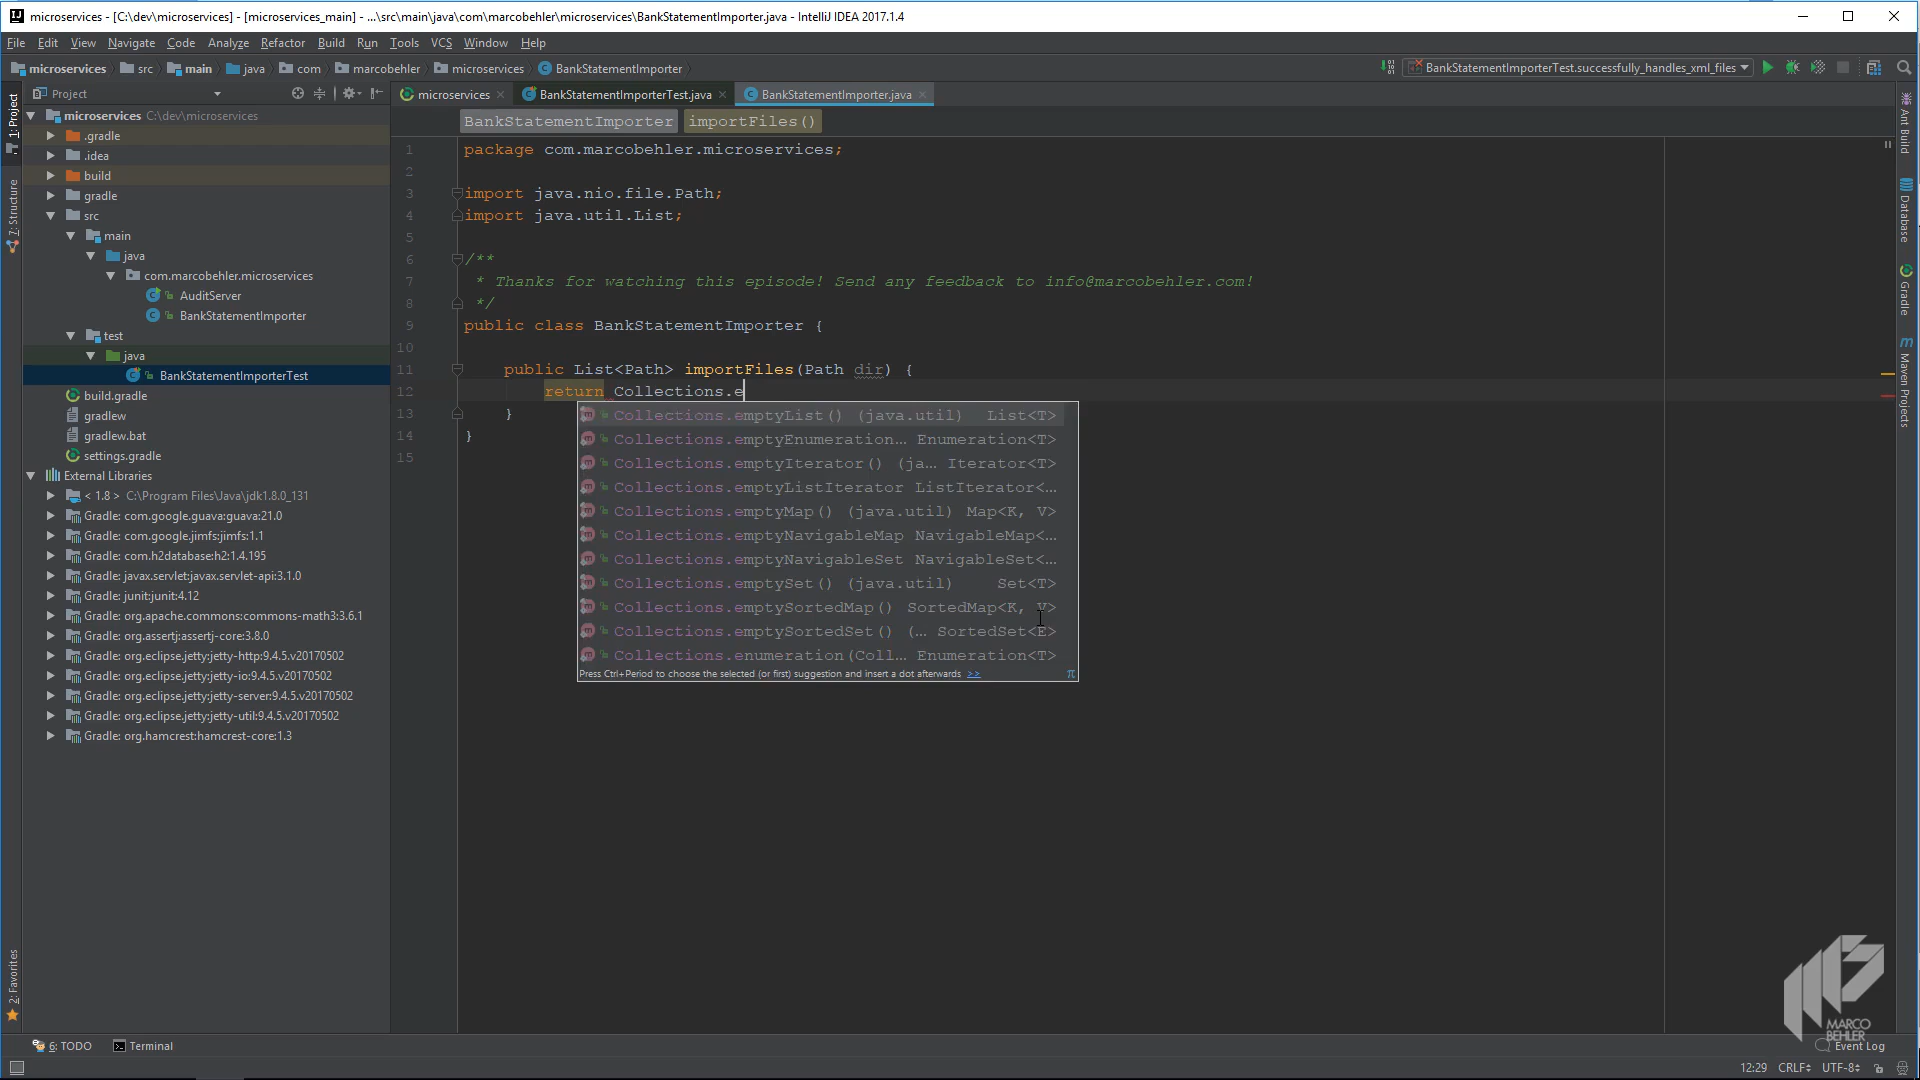 microservices - [C:\dev\microservices] - [microservices_main] - ...\src\main\java\com\marcobehler\microservices\BankStatementImporter.java - IntelliJ IDEA 2017.1.4
File Edit View Navigate Code Analyze Refactor Build Run Tools VCS Window Help
microservices src main java com marcobehler microservices BankStatementImporter
BankStatementImporterTest.successfully_handles_xml_files
Project
microservices BankStatementImporterTest.java BankStatementImporter.java
BankStatementImporter importFiles()
1: Project
7: Structure
2: Favorites
microservices C:\dev\microservices
.gradle
.idea
build
gradle
src
main
java
com.marcobehler.microservices
AuditServer
BankStatementImporter
test
java
BankStatementImporterTest
build.gradle
gradlew
gradlew.bat
settings.gradle
External Libraries
< 1.8 > C:\Program Files\Java\jdk1.8.0_131
Gradle: com.google.guava:guava:21.0
Gradle: com.google.jimfs:jimfs:1.1
Gradle: com.h2database:h2:1.4.195
Gradle: javax.servlet:javax.servlet-api:3.1.0
Gradle: junit:junit:4.12
Gradle: org.apache.commons:commons-math3:3.6.1
Gradle: org.assertj:assertj-core:3.8.0
Gradle: org.eclipse.jetty:jetty-http:9.4.5.v20170502
Gradle: org.eclipse.jetty:jetty-io:9.4.5.v20170502
Gradle: org.eclipse.jetty:jetty-server:9.4.5.v20170502
Gradle: org.eclipse.jetty:jetty-util:9.4.5.v20170502
Gradle: org.hamcrest:hamcrest-core:1.3
1 package com.marcobehler.microservices;
2
3 import java.nio.file.Path;
4 import java.util.List;
5
6 /**
7 * Thanks for watching this episode! Send any feedback to info@marcobehler.com!
8 */
9 public class BankStatementImporter {
10
11 public List<Path> importFiles(Path dir) {
12 return Collections.e
13 }
14 }
15
Collections.emptyList() (java.util) List<T>
Collections.emptyEnumeration… Enumeration<T>
Collections.emptyIterator() (ja… Iterator<T>
Collections.emptyListIterator ListIterator<…
Collections.emptyMap() (java.util) Map<K, V>
Collections.emptyNavigableMap NavigableMap<…
Collections.emptyNavigableSet NavigableSet<…
Collections.emptySet() (java.util) Set<T>
Collections.emptySortedMap() SortedMap<K, V>
Collections.emptySortedSet() (… SortedSet<E>
Collections.enumeration(Coll… Enumeration<T>
Press Ctrl+Period to choose the selected (or first) suggestion and insert a dot afterwards >> π
Ant Build
Database
Gradle
Maven Projects
MARCO
BEHLER
6: TODO Terminal Event Log
12:29 CRLF UTF-8